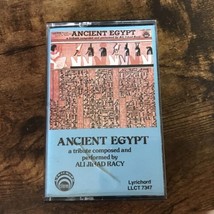 ANCIENT EGYPT
ANCIENT EGYPT
a tribute composed and
performed by
ALI JIHAD RACY
Lyrichord
LLCT 7347